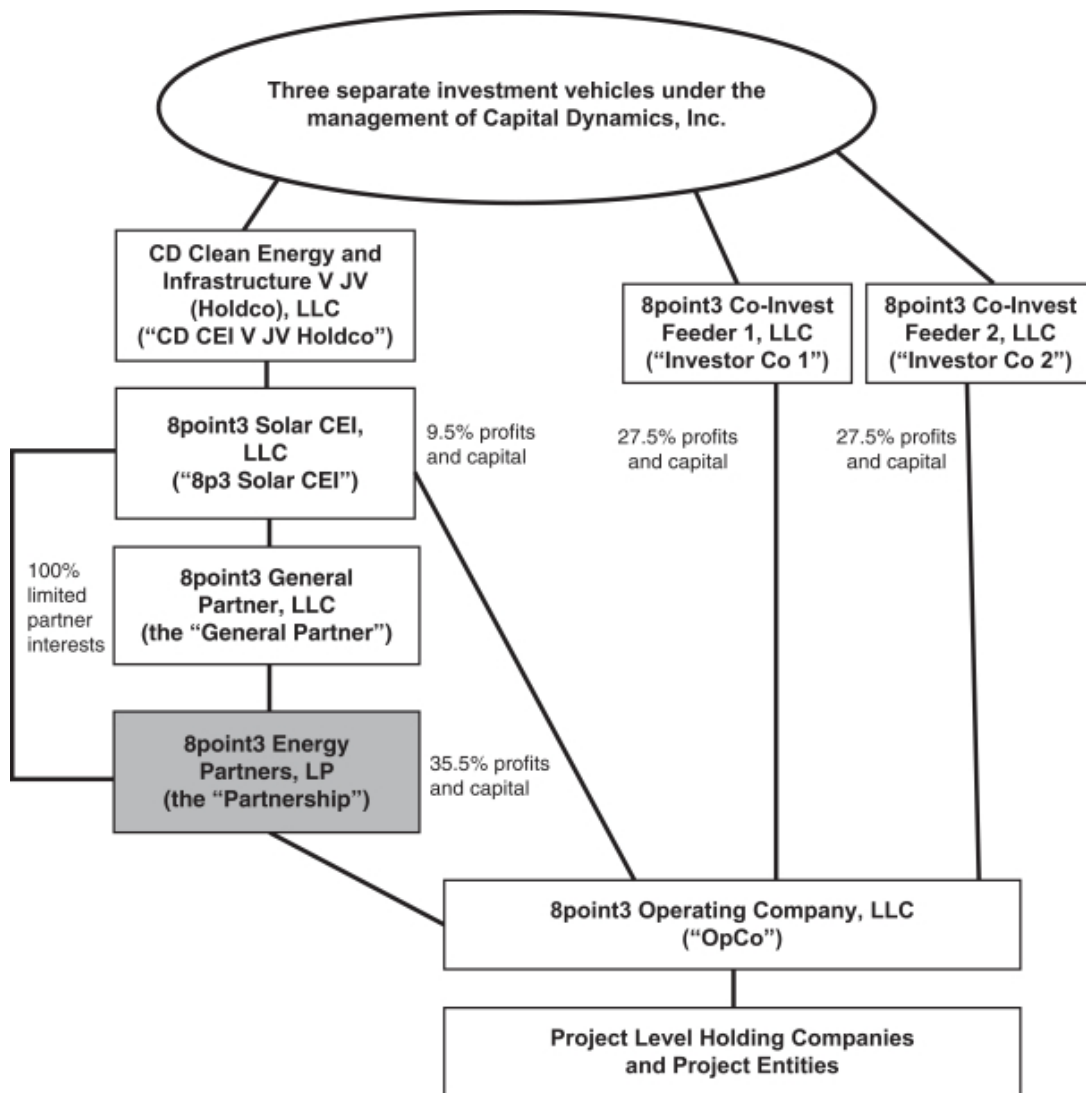 Three separate investment vehicles under the
management of Capital Dynamics, Inc.
CD Clean Energy and
Infrastructure V JV
(Holdco), LLC
(“CD CEI V JV Holdco”)
8point3 Co-Invest
Feeder 1, LLC
(“Investor Co 1”)
8point3 Co-Invest
Feeder 2, LLC
(“Investor Co 2”)
8point3 Solar CEI,
LLC
(“8p3 Solar CEI”)
9.5% profits
and capital
27.5% profits
and capital
27.5% profits
and capital
100%
limited
partner
interests
8point3 General
Partner, LLC
(the “General Partner”)
8point3 Energy
Partners, LP
(the “Partnership”)
35.5% profits
and capital
8point3 Operating Company, LLC
(“OpCo”)
Project Level Holding Companies
and Project Entities